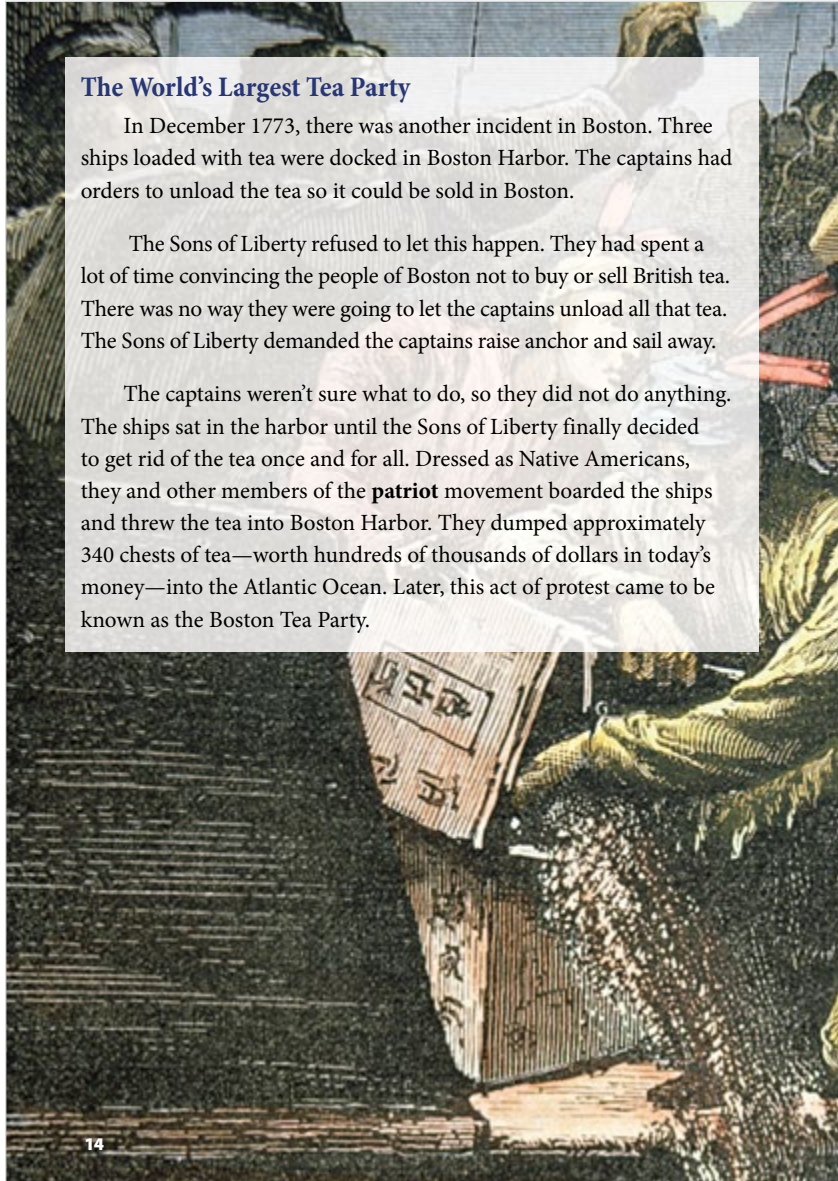 The World’s Largest Tea Party
In December 1773, there was another incident in Boston. Three
ships loaded with tea were docked in Boston Harbor. The captains had
orders to unload the tea so it could be sold in Boston.
The Sons of Liberty refused to let this happen. They had spent a
lot of time convincing the people of Boston not to buy or sell British tea.
There was no way they were going to let the captains unload all that tea.
The Sons of Liberty demanded the captains raise anchor and sail away.
The captains weren’t sure what to do, so they did not do anything.
The ships sat in the harbor until the Sons of Liberty finally decided
to get rid of the tea once and for all. Dressed as Native Americans,
they and other members of the patriot movement boarded the ships
and threw the tea into Boston Harbor. They dumped approximately
340 chests of tea—worth hundreds of thousands of dollars in today’s
money—into the Atlantic Ocean. Later, this act of protest came to be
known as the Boston Tea Party.
14